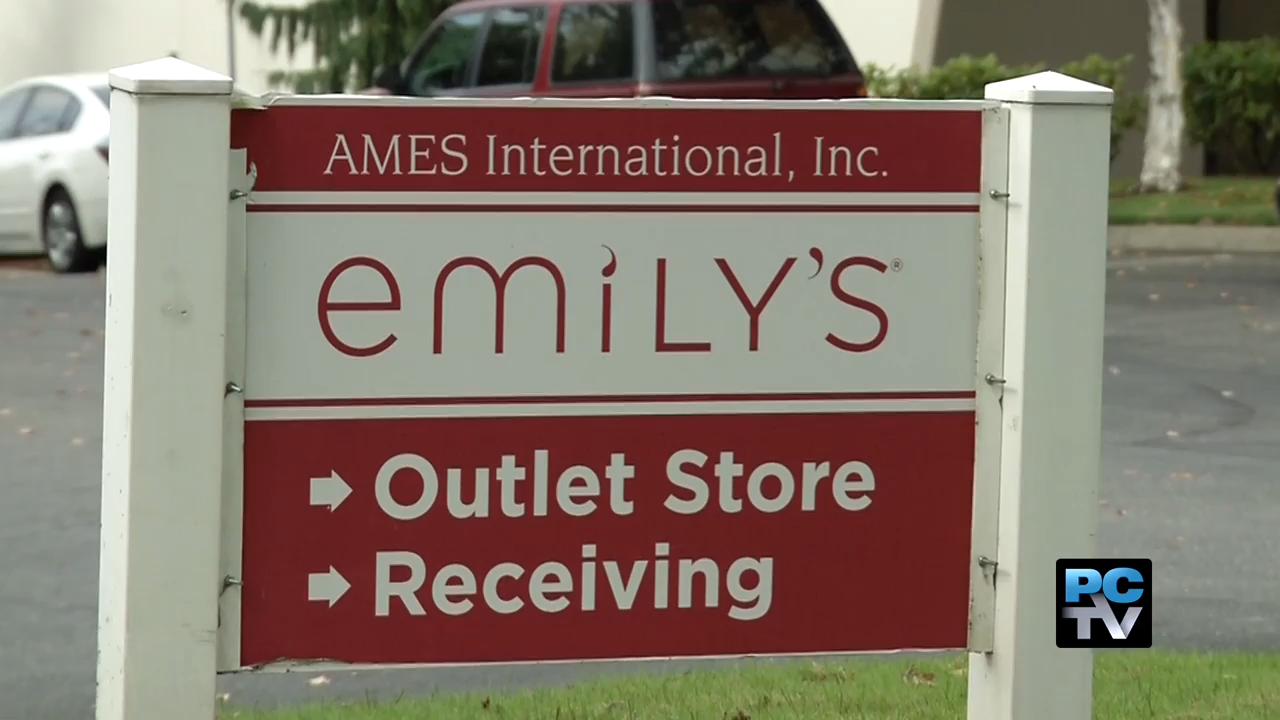 AMES International, Inc.
emiLY'S®
Outlet Store
Receiving
PC
TV